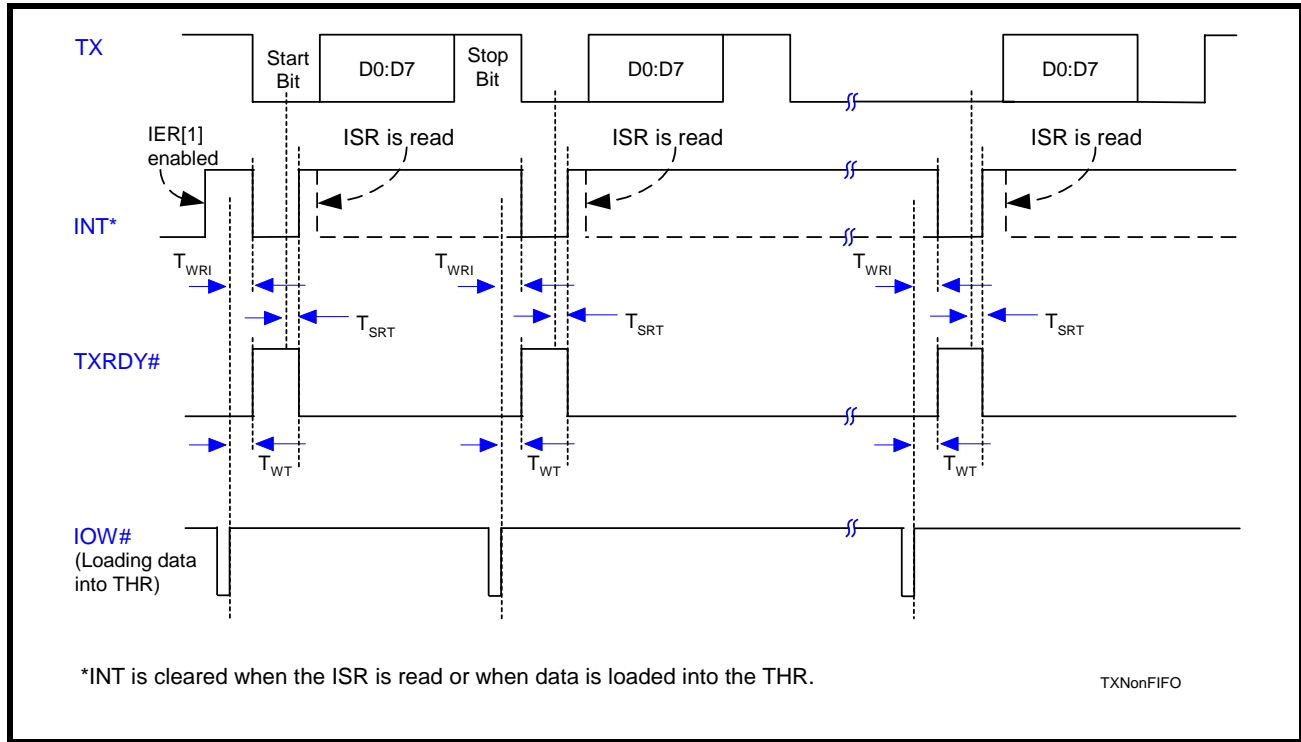 TX
Start
Bit
D0:D7
Stop
Bit
D0:D7
D0:D7
IER[1]
enabled
ISR is read
ISR is read
ISR is read
INT*
TWRI
TWRI
TWRI
TSRT
TSRT
TSRT
TXRDY#
TWT
TWT
TWT
IOW#
(Loading data
into THR)
*INT is cleared when the ISR is read or when data is loaded into the THR.
TXNonFIFO